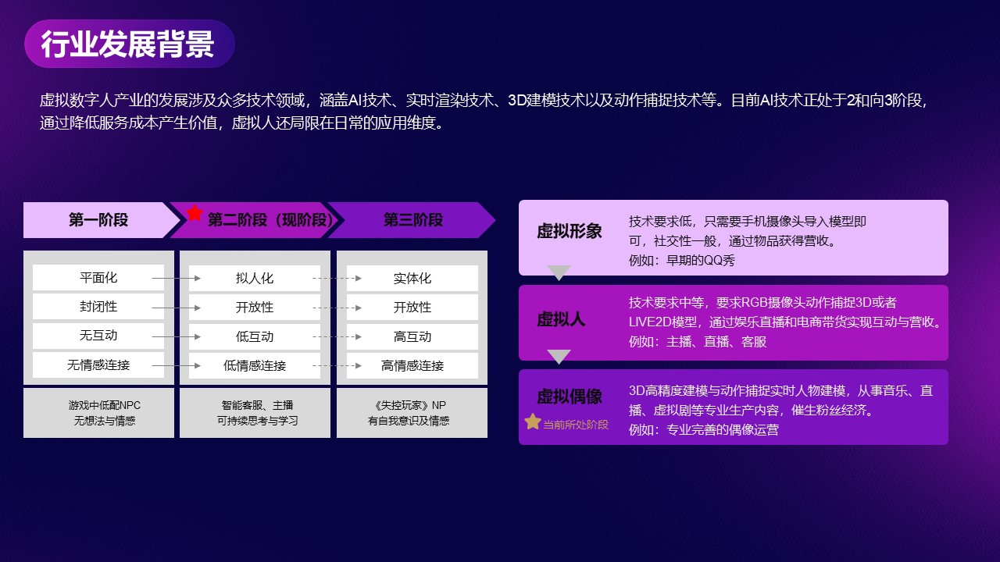 行业发展背景
虚拟数字人产业的发展涉及众多技术领域，涵盖AI技术、实时渲染技术、3D建模技术以及动作捕捉技术等。目前AI技术正处于2和向3阶段，
通过降低服务成本产生价值，虚拟人还局限在日常的应用维度。
第一阶段
第二阶段（现阶段）
第三阶段
平面化
拟人化
实体化
封闭性
开放性
开放性
无互动
低互动
高互动
无情感连接
低情感连接
高情感连接
游戏中低配NPC
无想法与情感
智能客服、主播
可持续思考与学习
《失控玩家》NP
有自我意识及情感
虚拟形象
技术要求低，只需要手机摄像头导入模型即
可，社交性一般，通过物品获得营收。
例如：早期的QQ秀
虚拟人
技术要求中等，要求RGB摄像头动作捕捉3D或者
LIVE2D模型，通过娱乐直播和电商带货实现互动与营收。
例如：主播、直播、客服
虚拟偶像
当前所处阶段
3D高精度建模与动作捕捉实时人物建模，从事音乐、直
播、虚拟剧等专业生产内容，催生粉丝经济。
例如：专业完善的偶像运营